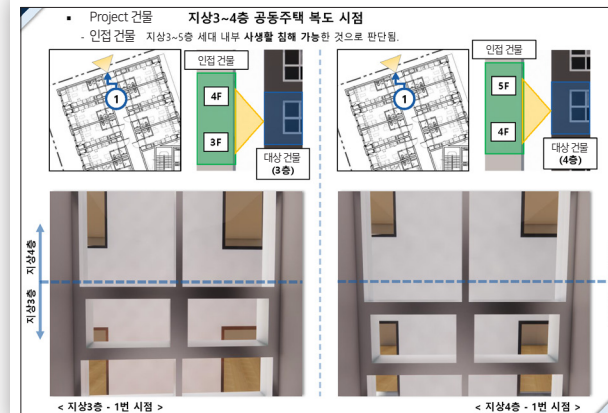 ▪ Project 건물 지상3~4층 공동주택 복도 시점
- 인접 건물 지상3~5층 세대 내부 사생활 침해 가능한 것으로 판단됨.
인접 건물
4F
3F
대상 건물
(3층)
1
인접 건물
5F
4F
대상 건물
(4층)
1
지상4층
지상3층
< 지상3층 - 1번 시점 >
< 지상4층 - 1번 시점 >